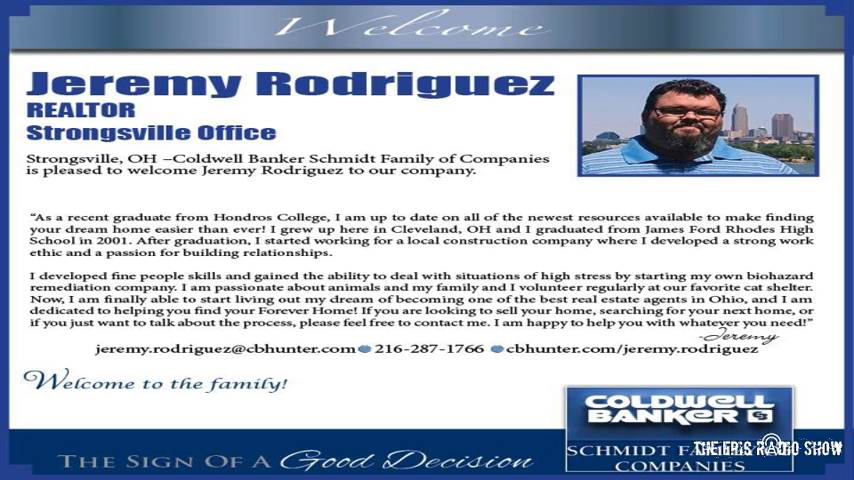 Welcome
Jeremy Rodriguez
REALTOR
Strongsville Office
Strongsville, OH –Coldwell Banker Schmidt Family of Companies
is pleased to welcome Jeremy Rodriguez to our company.
"As a recent graduate from Hondros College, I am up to date on all of the newest resources available to make finding
your dream home easier than ever! I grew up here in Cleveland, OH and I graduated from James Ford Rhodes High
School in 2001. After graduation, I started working for a local construction company where I developed a strong work
ethic and a passion for building relationships.
I developed fine people skills and gained the ability to deal with situations of high stress by starting my own biohazard
remediation company. I am passionate about animals and my family and I volunteer regularly at our favorite cat shelter.
Now, I am finally able to start living out my dream of becoming one of the best real estate agents in Ohio, and I am
dedicated to helping you find your Forever Home! If you are looking to sell your home, searching for your next home, or
if you just want to talk about the process, please feel free to contact me. I am happy to help you with whatever you need!"
-Jeremy
jeremy.rodriguez@cbhunter.com 216-287-1766 cbhunter.com/jeremy.rodriguez
Welcome to the family!
COLDWELL
BANKER CB
THE SIGN OF A Good Decision
SCHMIDT
THE EPIS RADIO SHOW
COMPANIES